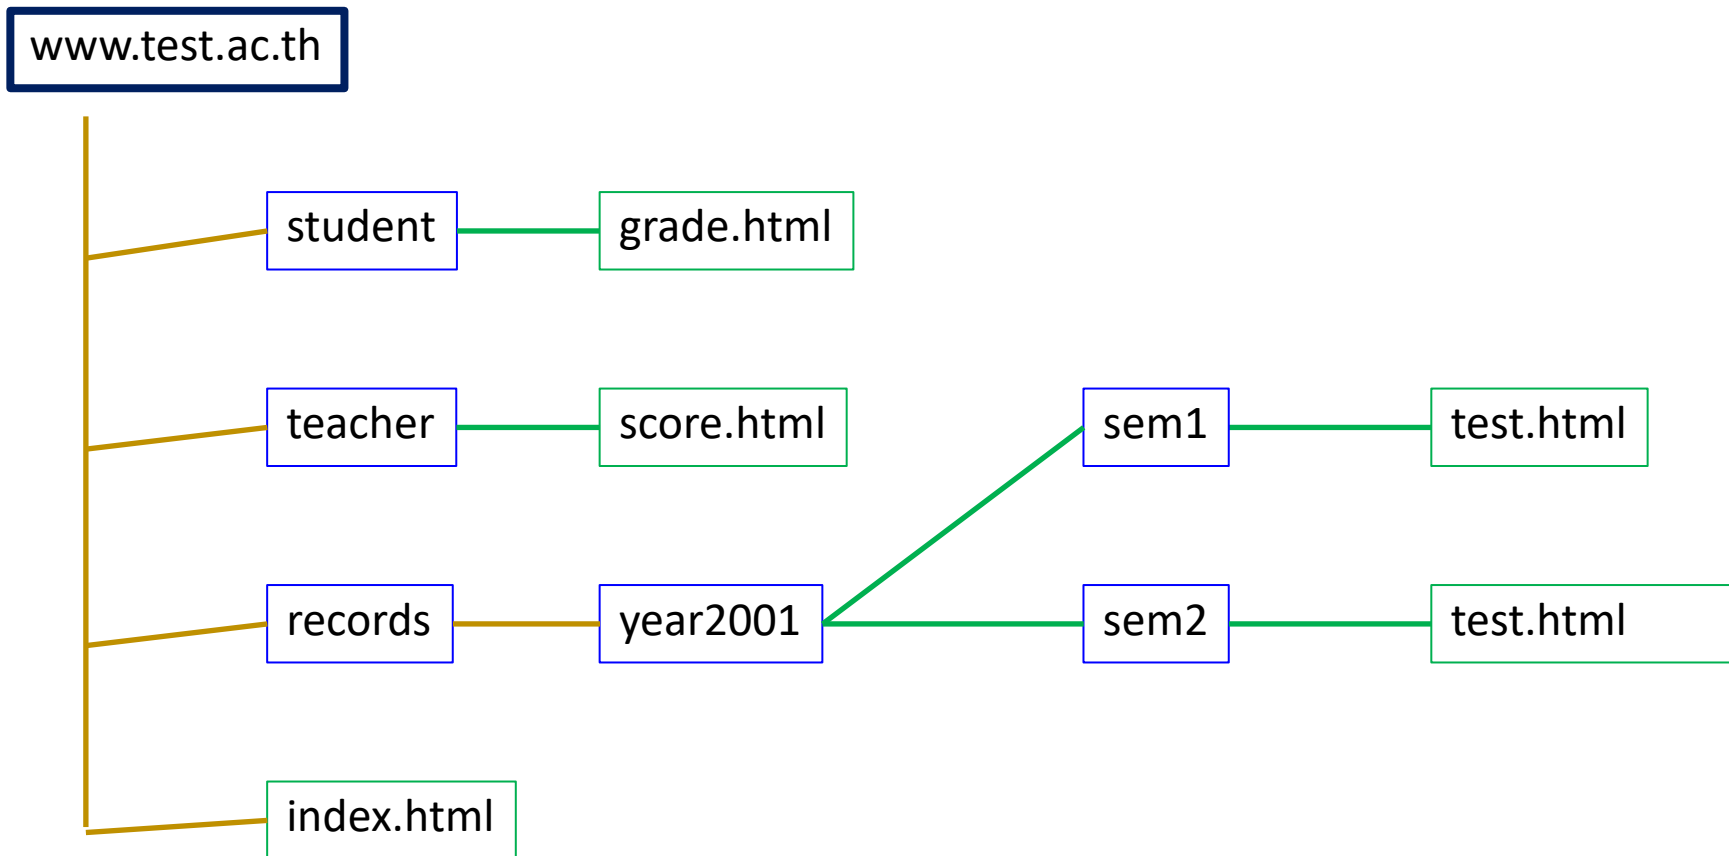 www.test.ac.th
student grade.html
teacher score.html sem1 test.html
records year2001 sem2 test.html
index.html